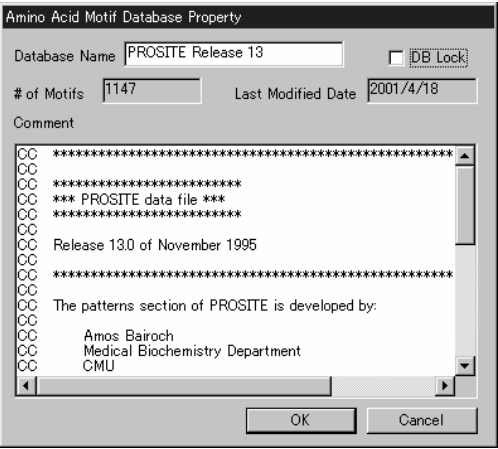 Amino Acid Motif Database Property
Database Name PROSITE Release 13 DB Lock
# of Motifs 1147 Last Modified Date 2001/4/18
Comment
CC ******************************************************
CC
CC *************************
CC *** PROSITE data file ***
CC *************************
CC
CC Release 13.0 of November 1995
CC
CC ******************************************************
CC
CC The patterns section of PROSITE is developed by:
CC
CC Amos Bairoch
CC Medical Biochemistry Department
CC CMU
OK Cancel